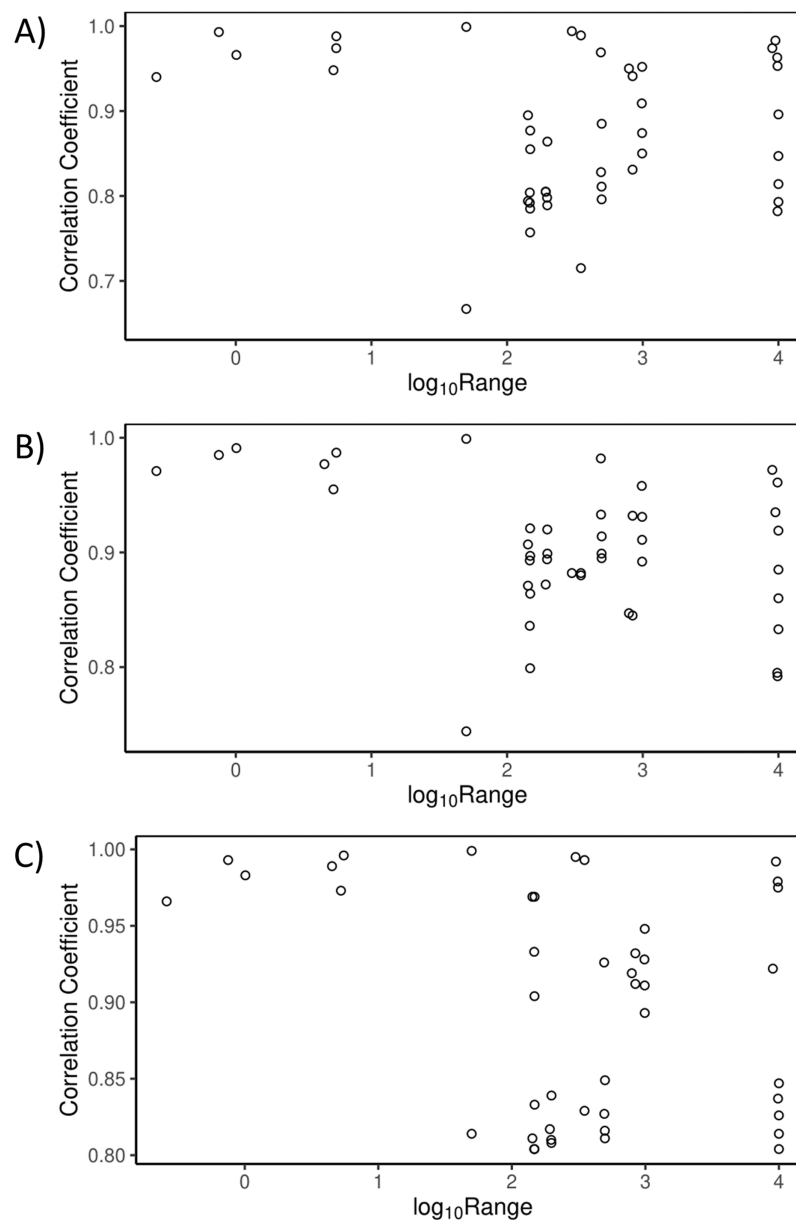 A)
1.0
0.9
0.8
0.7
Correlation Coefficient
0 1 2 3 4
log₁₀Range
B)
1.0
0.9
0.8
Correlation Coefficient
0 1 2 3 4
log₁₀Range
C)
1.00
0.95
0.90
0.85
0.80
Correlation Coefficient
0 1 2 3 4
log₁₀Range